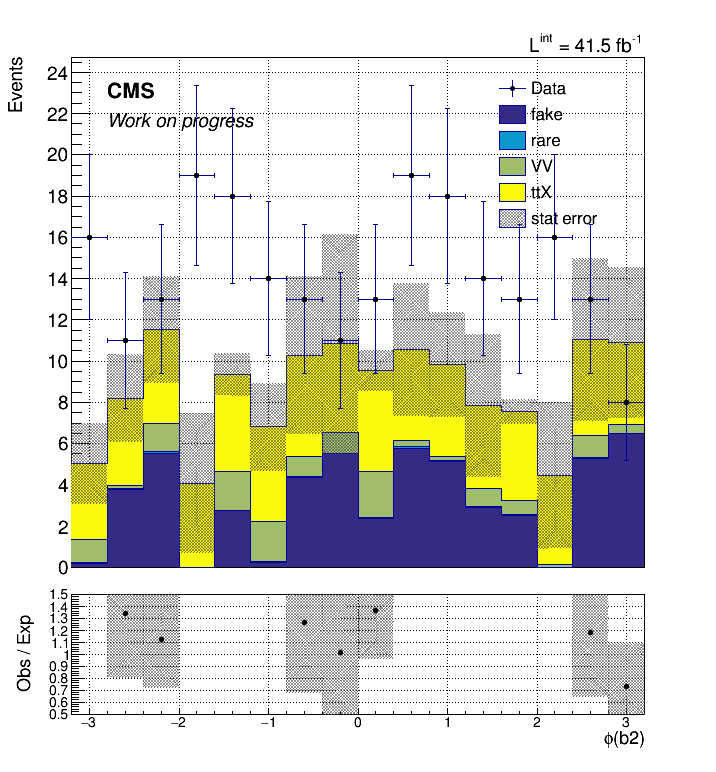 L^int = 41.5 fb^-1
Events
CMS
Work on progress
Data
fake
rare
VV
ttX
stat error
24
22
20
18
16
14
12
10
8
6
4
2
0
Obs / Exp
1.5
1.4
1.3
1.2
1.1
1
0.9
0.8
0.7
0.6
0.5
−3 −2 −1 0 1 2 3
ϕ(b2)